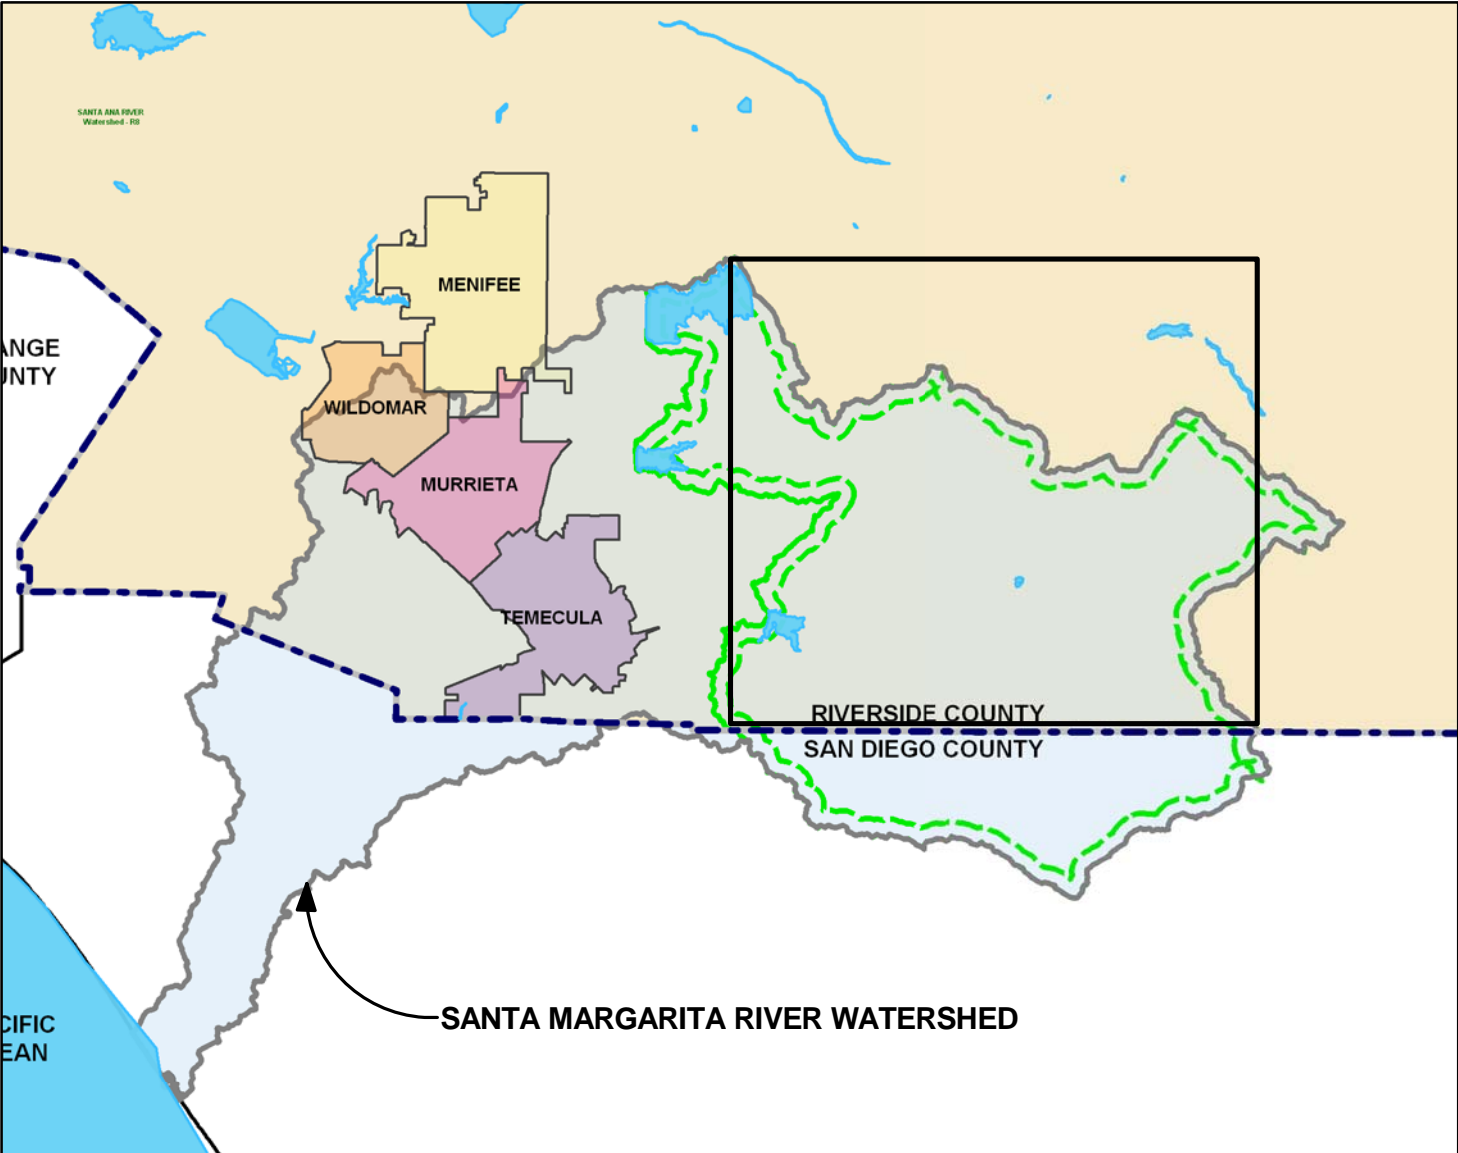 SANTA ANA RIVER
Watershed - R8
MENIFEE
ANGE
UNTY
WILDOMAR
MURRIETA
TEMECULA
RIVERSIDE COUNTY
SAN DIEGO COUNTY
SANTA MARGARITA RIVER WATERSHED
CIFIC
EAN